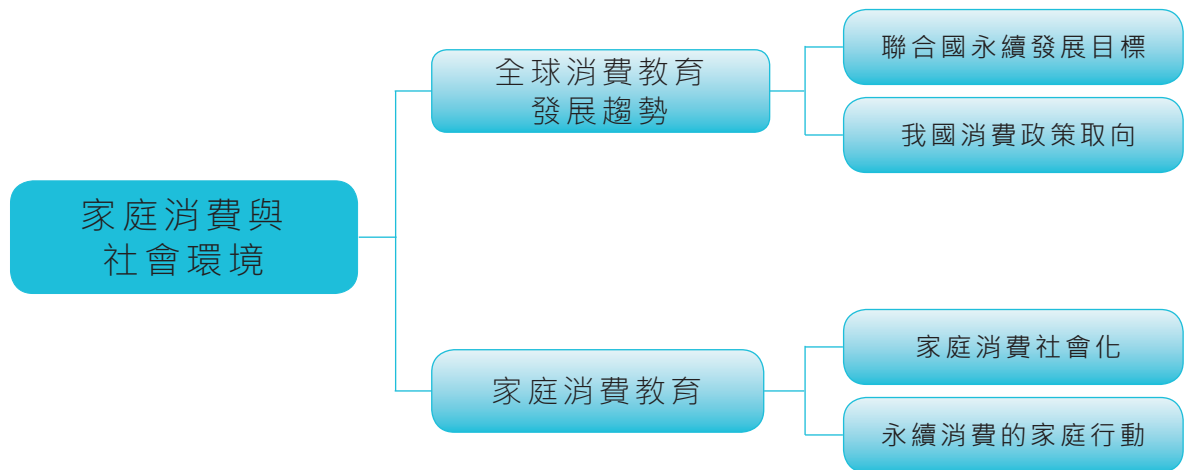 家庭消費與
社會環境
全球消費教育
發展趨勢
聯合國永續發展目標
我國消費政策取向
家庭消費教育
家庭消費社會化
永續消費的家庭行動